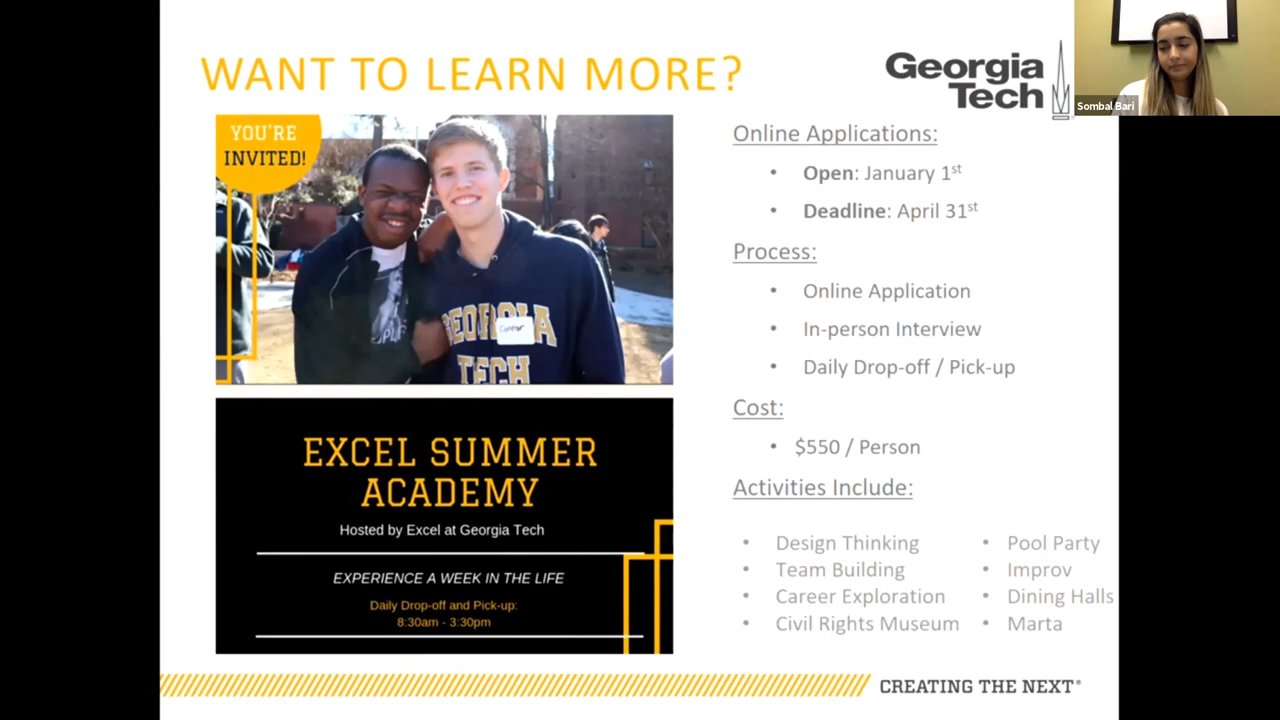 WANT TO LEARN MORE?
Georgia
Tech
Sombal Bari
YOU'RE
INVITED!
Connor
GEORGIA
TECH
EXCEL SUMMER
ACADEMY
Hosted by Excel at Georgia Tech
EXPERIENCE A WEEK IN THE LIFE
Daily Drop-off and Pick-up:
8:30am - 3:30pm
Online Applications:
• Open: January 1st
• Deadline: April 31st
Process:
• Online Application
• In-person Interview
• Daily Drop-off / Pick-up
Cost:
• $550 / Person
Activities Include:
• Design Thinking
• Team Building
• Career Exploration
• Civil Rights Museum
• Pool Party
• Improv
• Dining Halls
• Marta
CREATING THE NEXT®